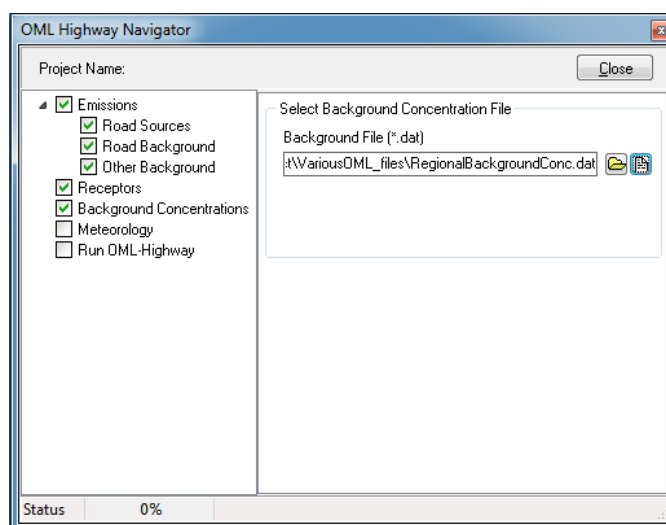 OML Highway Navigator
Project Name:
Close
Emissions
Road Sources
Road Background
Other Background
Receptors
Background Concentrations
Meteorology
Run OML-Highway
Select Background Concentration File
Background File (*.dat)
:t\VariousOML_files\RegionalBackgroundConc.dat
Status 0%